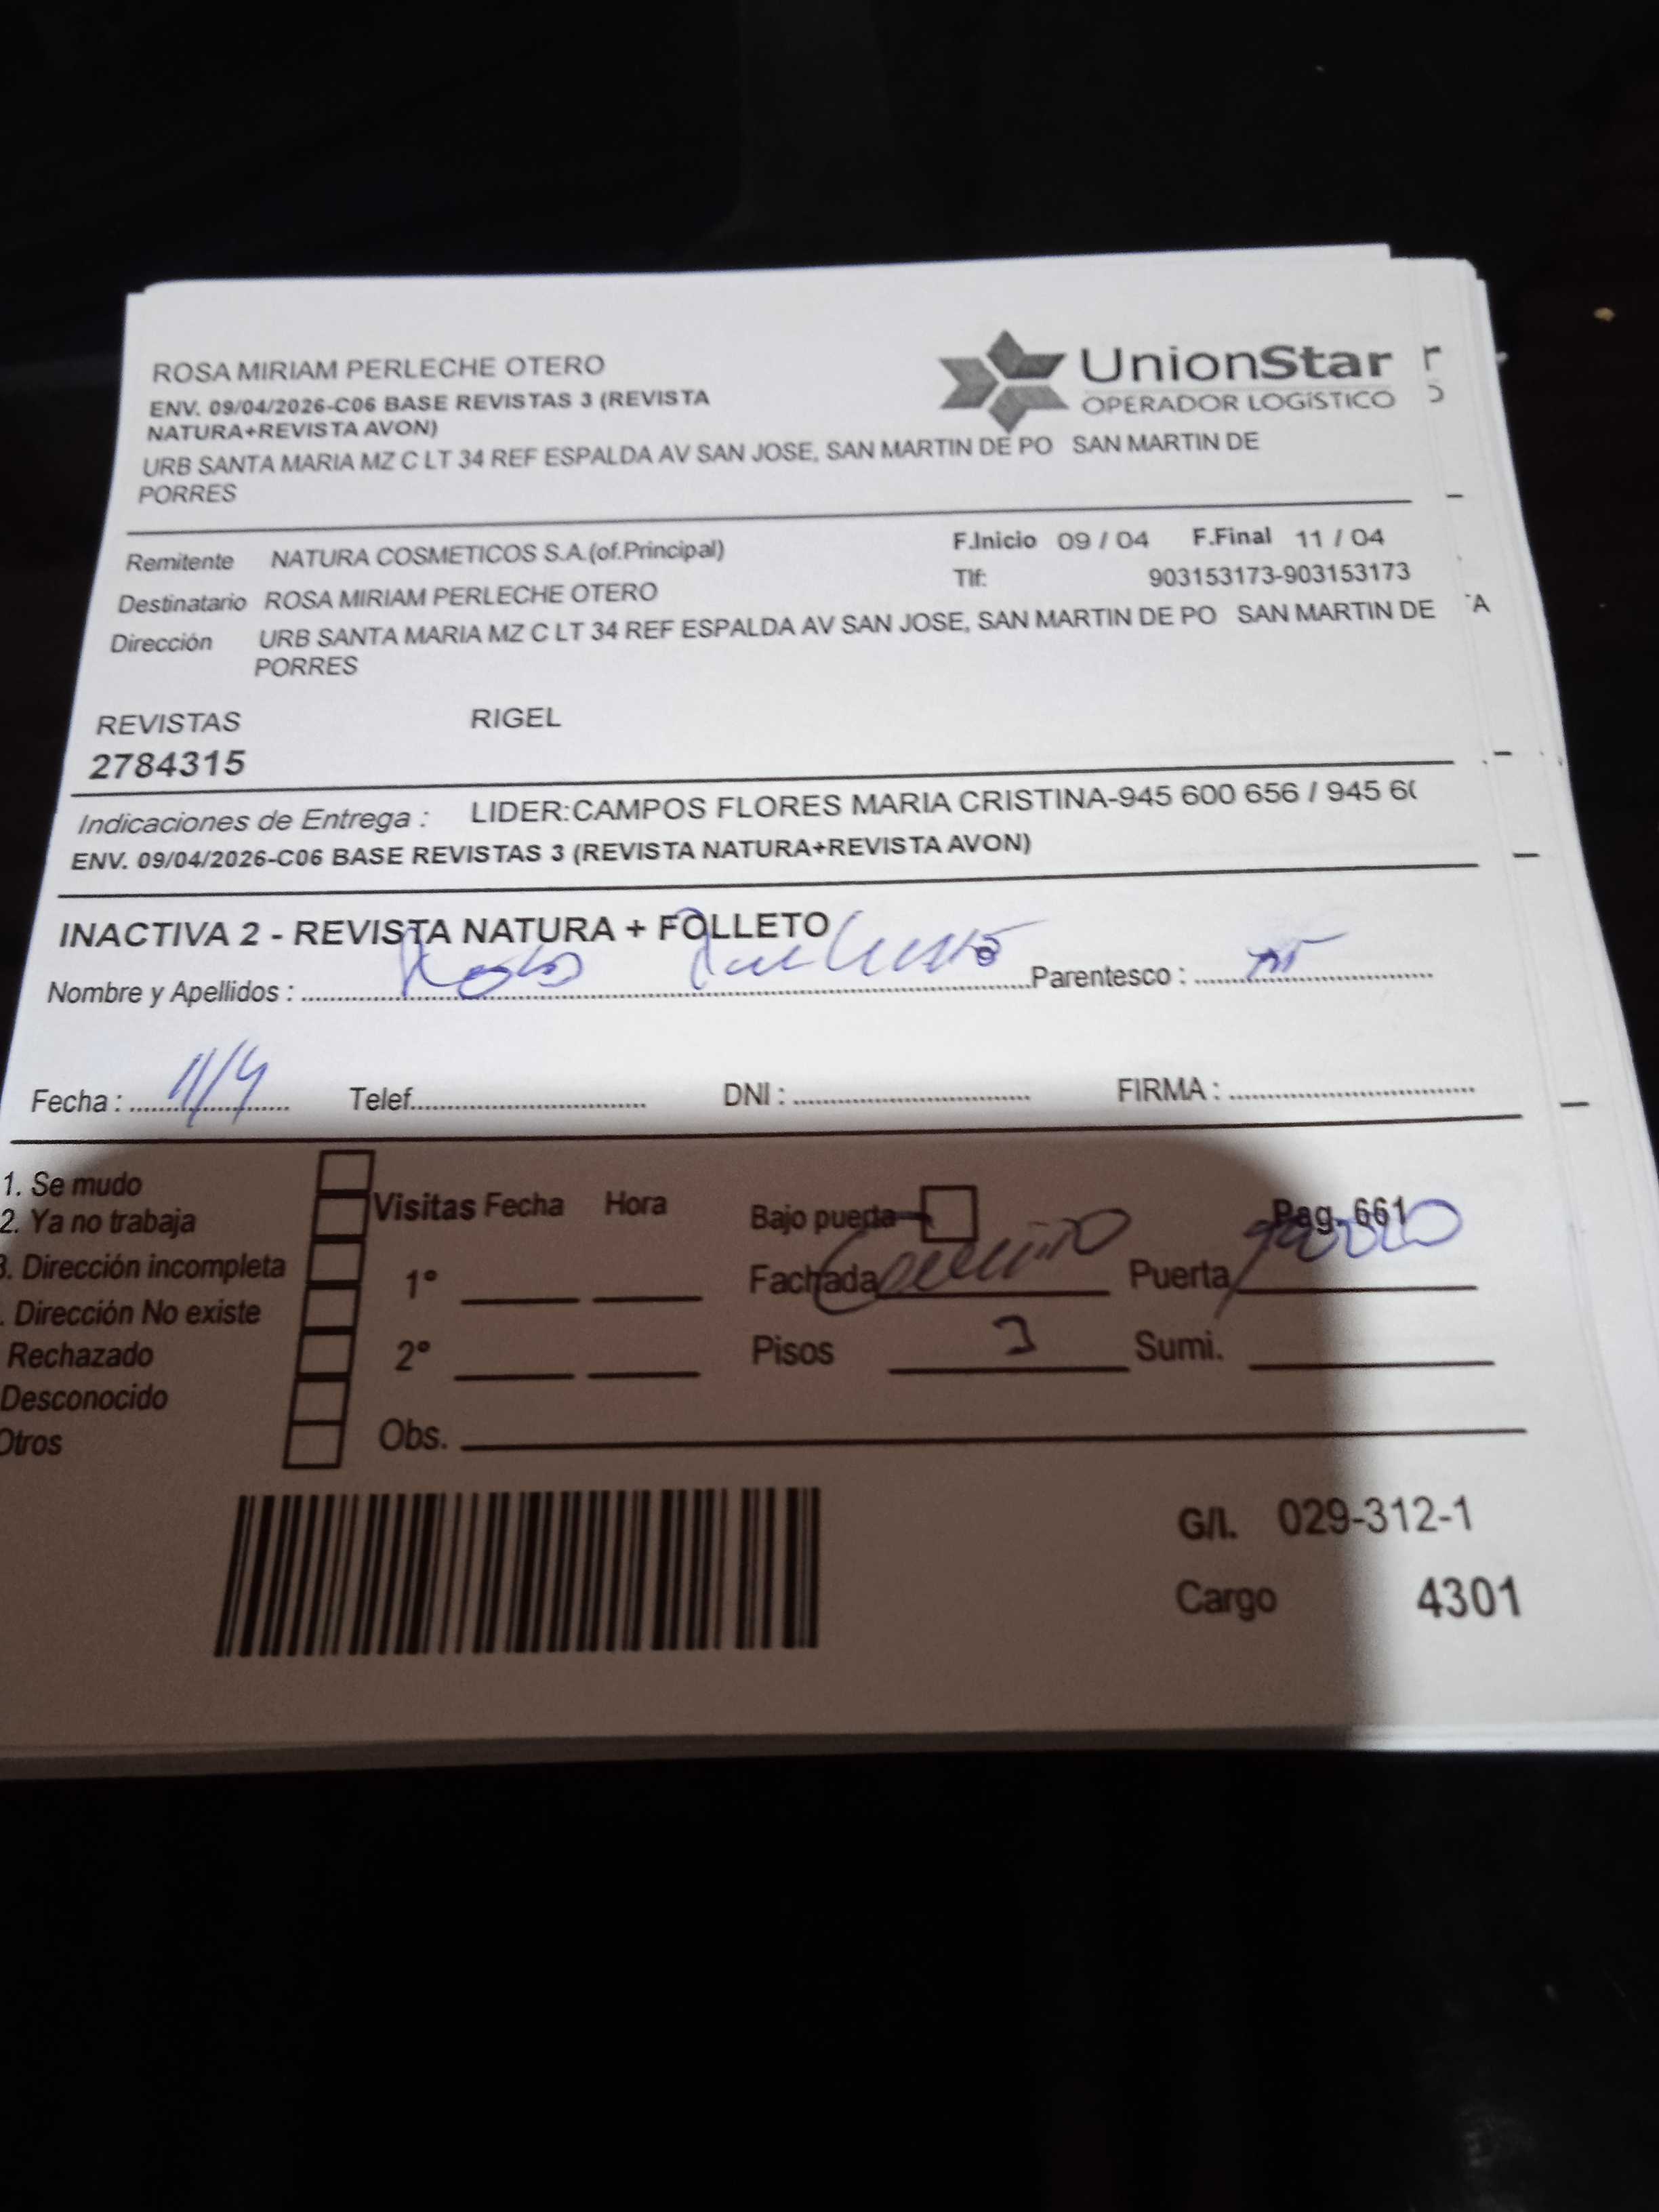 ROSA MIRIAM PERLECHE OTERO
ENV. 09/04/2026-C06 BASE REVISTAS 3 (REVISTA
NATURA+REVISTA AVON)
URB SANTA MARIA MZ C LT 34 REF ESPALDA AV SAN JOSE, SAN MARTIN DE PO SAN MARTIN DE
PORRES
UnionStar
OPERADOR LOGÍSTICO
Remitente NATURA COSMETICOS S.A.(of.Principal) F.Inicio 09 / 04 F.Final 11 / 04
Tlf: 903153173-903153173
Destinatario ROSA MIRIAM PERLECHE OTERO
Dirección URB SANTA MARIA MZ C LT 34 REF ESPALDA AV SAN JOSE, SAN MARTIN DE PO SAN MARTIN DE
PORRES
REVISTAS RIGEL
2784315
Indicaciones de Entrega : LIDER:CAMPOS FLORES MARIA CRISTINA-945 600 656 / 945 6
ENV. 09/04/2026-C06 BASE REVISTAS 3 (REVISTA NATURA+REVISTA AVON)
INACTIVA 2 - REVISTA NATURA + FOLLETO
Nombre y Apellidos : Rosa Parentesco :
Fecha : 11/4 Telef. DNI : FIRMA :
1. Se mudo
2. Ya no trabaja
3. Dirección incompleta
. Dirección No existe
Rechazado
Desconocido
Otros
Visitas Fecha Hora
1°
2°
Obs.
Bajo puerta Pag. 661
Fachada Puerta
Pisos Sumi.
G/I. 029-312-1
Cargo 4301